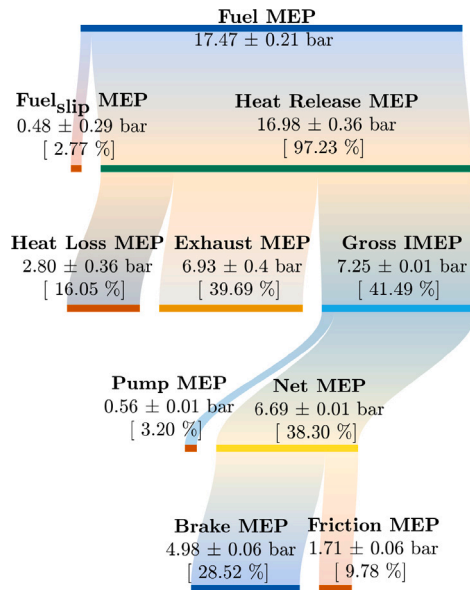 Fuel MEP
17.47 ± 0.21 bar
Fuelslip MEP
0.48 ± 0.29 bar
[ 2.77 %]
Heat Release MEP
16.98 ± 0.36 bar
[ 97.23 %]
Heat Loss MEP
2.80 ± 0.36 bar
[ 16.05 %]
Exhaust MEP
6.93 ± 0.4 bar
[ 39.69 %]
Gross IMEP
7.25 ± 0.01 bar
[ 41.49 %]
Pump MEP
0.56 ± 0.01 bar
[ 3.20 %]
Net MEP
6.69 ± 0.01 bar
[ 38.30 %]
Brake MEP
4.98 ± 0.06 bar
[ 28.52 %]
Friction MEP
1.71 ± 0.06 bar
[ 9.78 %]